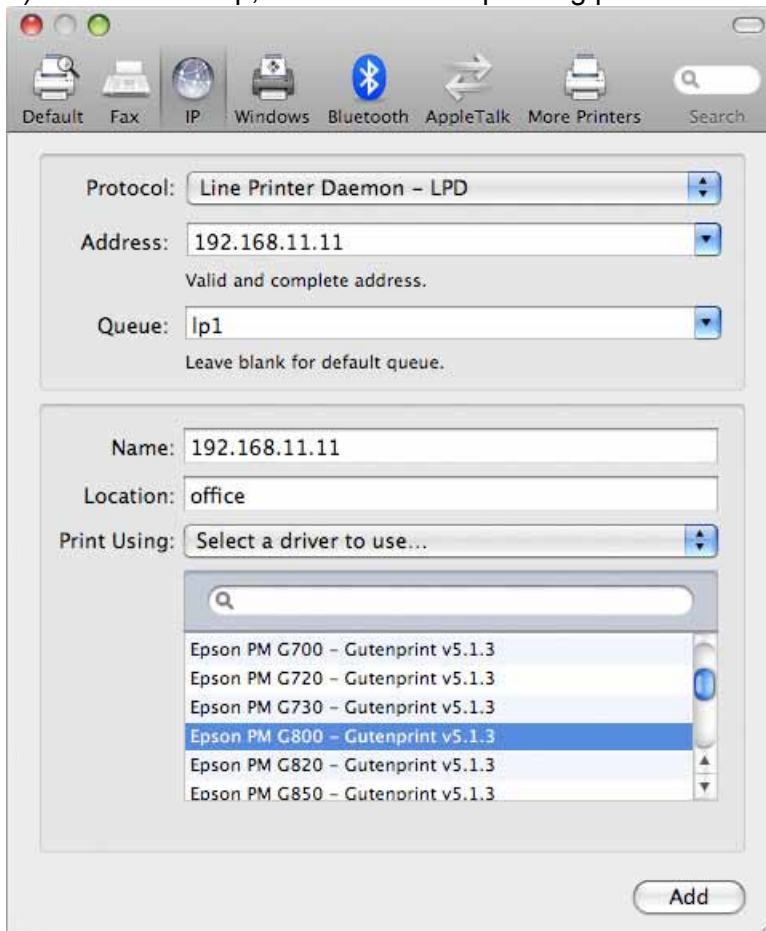 Default Fax IP Windows Bluetooth AppleTalk More Printers Search
Protocol: Line Printer Daemon – LPD
Address: 192.168.11.11
Valid and complete address.
Queue: lp1
Leave blank for default queue.
Name: 192.168.11.11
Location: office
Print Using: Select a driver to use...
Epson PM G700 – Gutenprint v5.1.3
Epson PM G720 – Gutenprint v5.1.3
Epson PM G730 – Gutenprint v5.1.3
Epson PM G800 – Gutenprint v5.1.3
Epson PM G820 – Gutenprint v5.1.3
Epson PM G850 – Gutenprint v5.1.3
Add